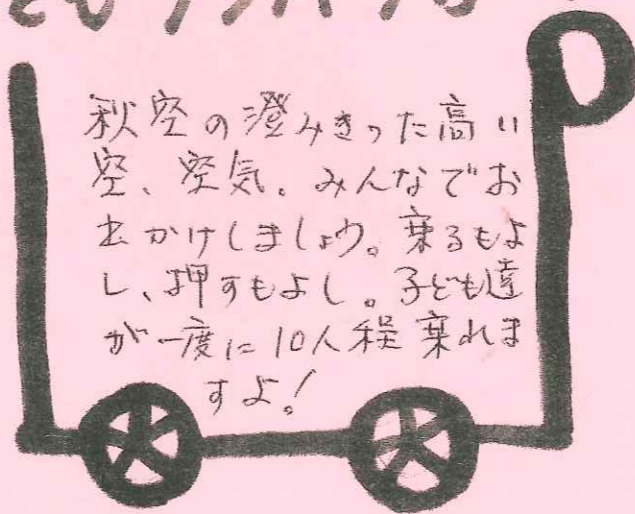 秋空の澄みきった高い
空、空気。みんなでお
出かけしましょう。乗るもよ
し、押すもよし。子ども達
が一度に10人程乗れま
すよ!